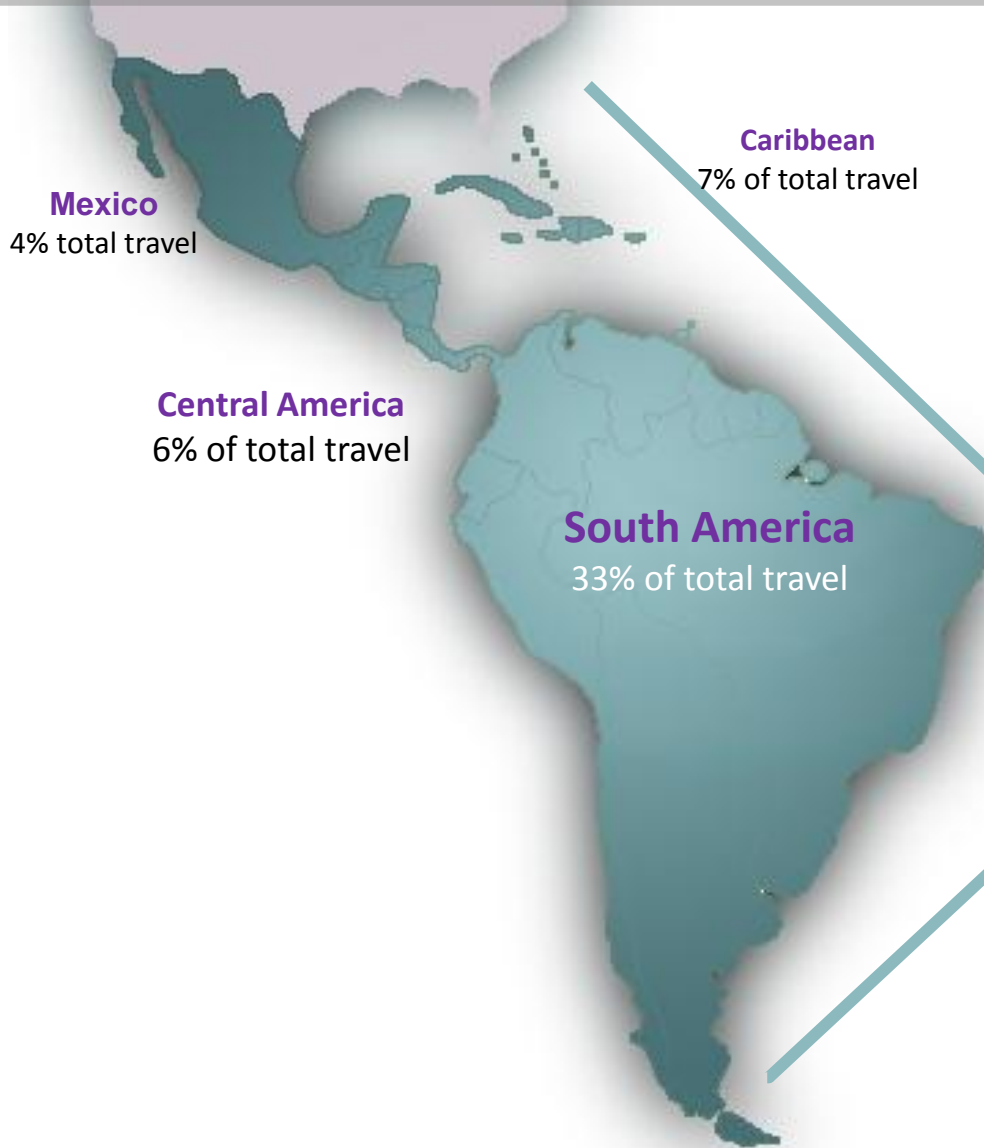 Caribbean
7% of total travel
Mexico
4% total travel
Central America
6% of total travel
South America
33% of total travel